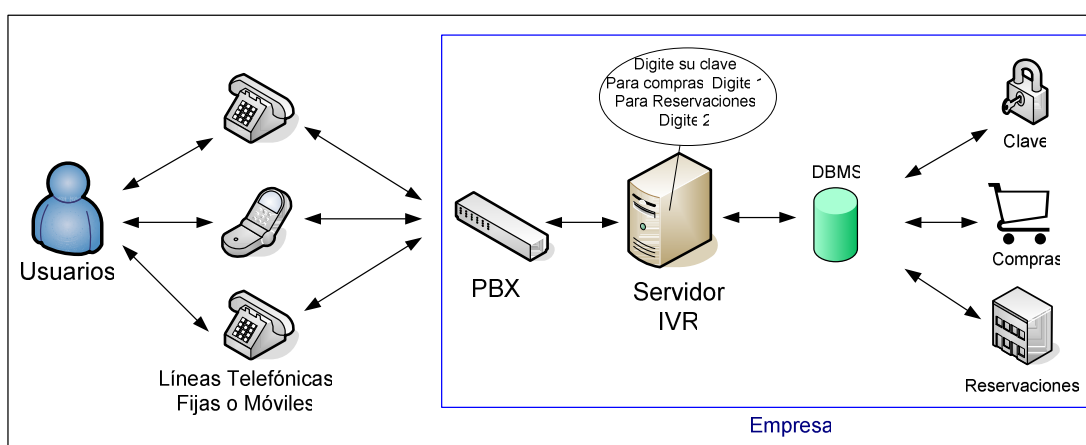 Digite su clave
Para compras Digite
Para Reservaciones
Digite 2
Clave
DBMS
Usuarios
PBX
Servidor
IVR
Compras
Líneas Telefónicas
Fijas o Móviles
Reservaciones
Empresa